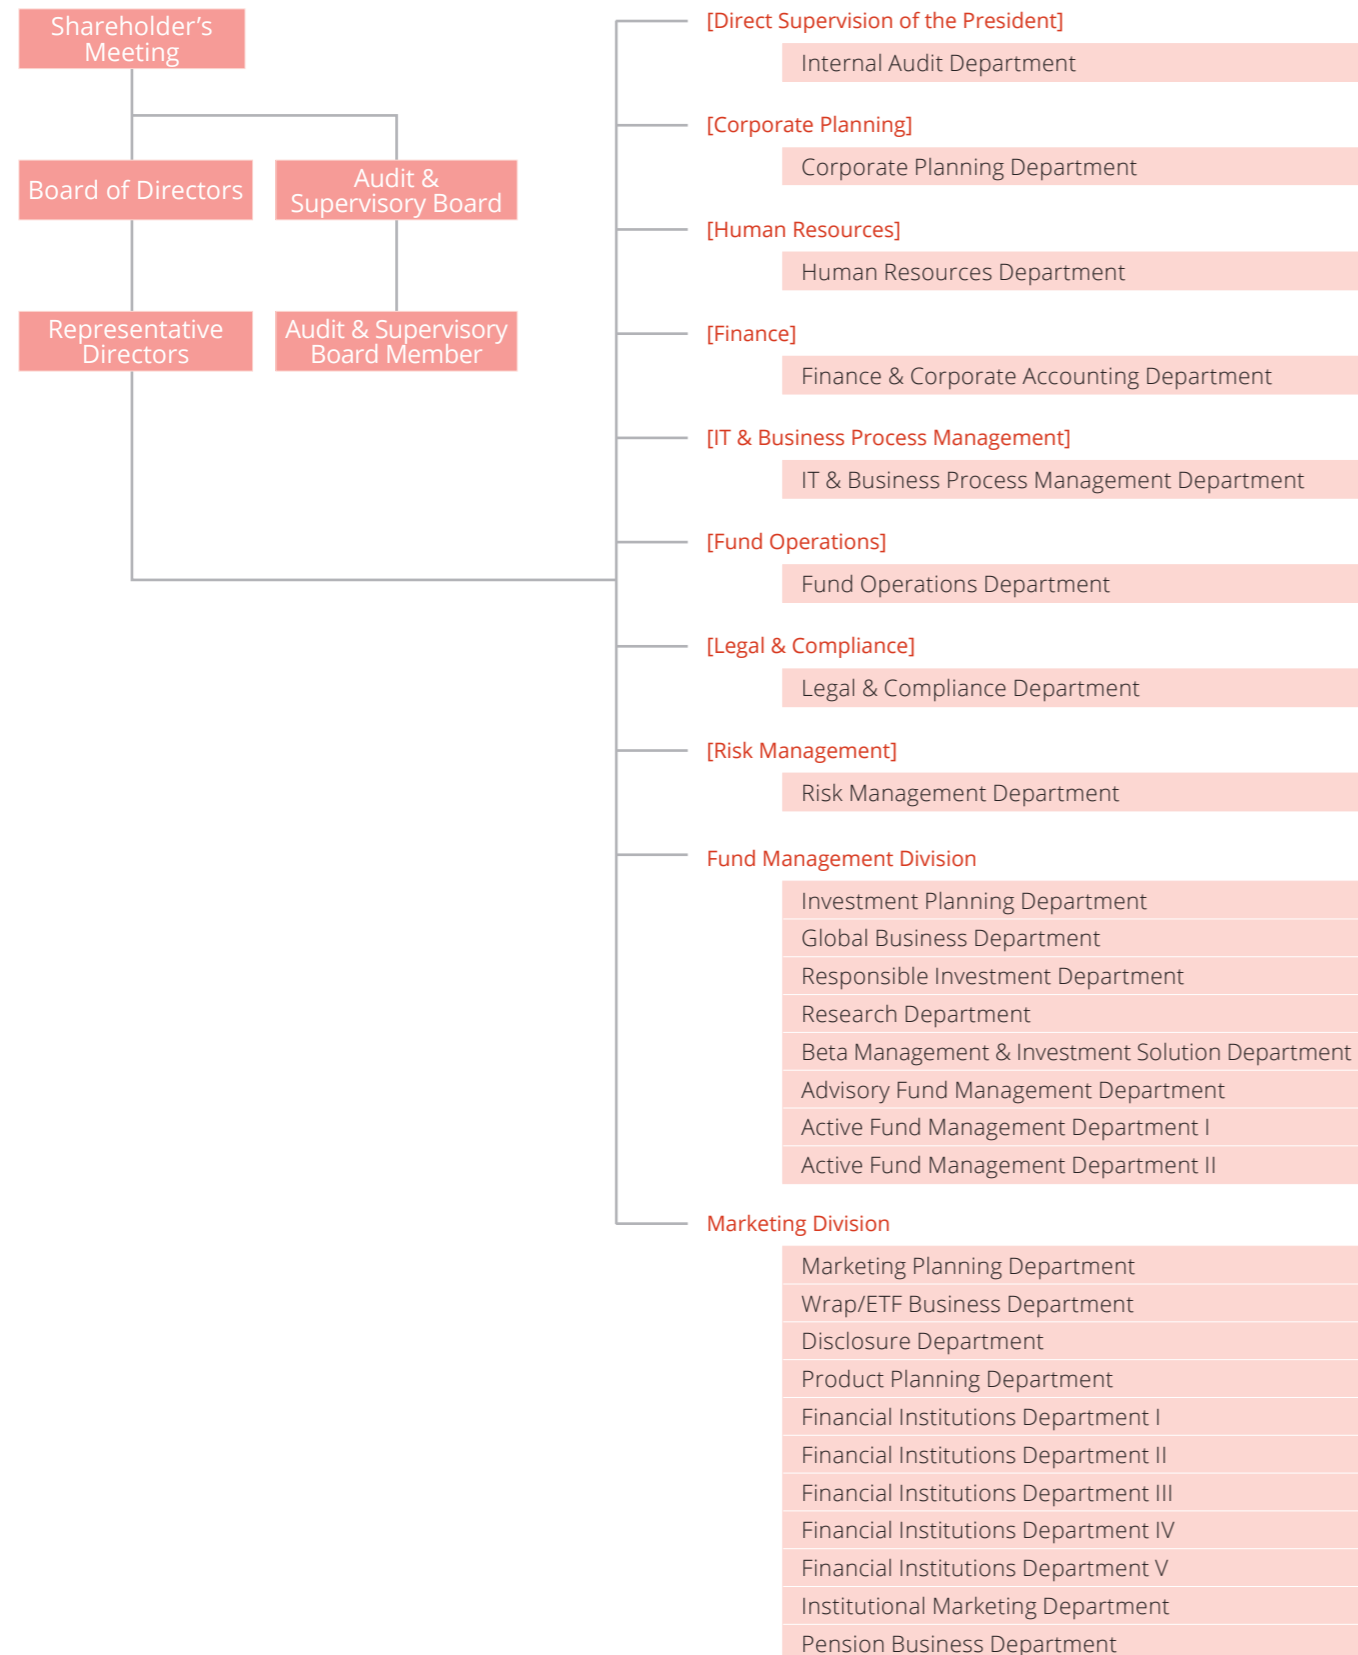 Shareholder’s
Meeting
Board of Directors
Audit &
Supervisory Board
Representative
Directors
Audit & Supervisory
Board Member
[Direct Supervision of the President]
Internal Audit Department
[Corporate Planning]
Corporate Planning Department
[Human Resources]
Human Resources Department
[Finance]
Finance & Corporate Accounting Department
[IT & Business Process Management]
IT & Business Process Management Department
[Fund Operations]
Fund Operations Department
[Legal & Compliance]
Legal & Compliance Department
[Risk Management]
Risk Management Department
Fund Management Division
Investment Planning Department
Global Business Department
Responsible Investment Department
Research Department
Beta Management & Investment Solution Department
Advisory Fund Management Department
Active Fund Management Department I
Active Fund Management Department II
Marketing Division
Marketing Planning Department
Wrap/ETF Business Department
Disclosure Department
Product Planning Department
Financial Institutions Department I
Financial Institutions Department II
Financial Institutions Department III
Financial Institutions Department IV
Financial Institutions Department V
Institutional Marketing Department
Pension Business Department